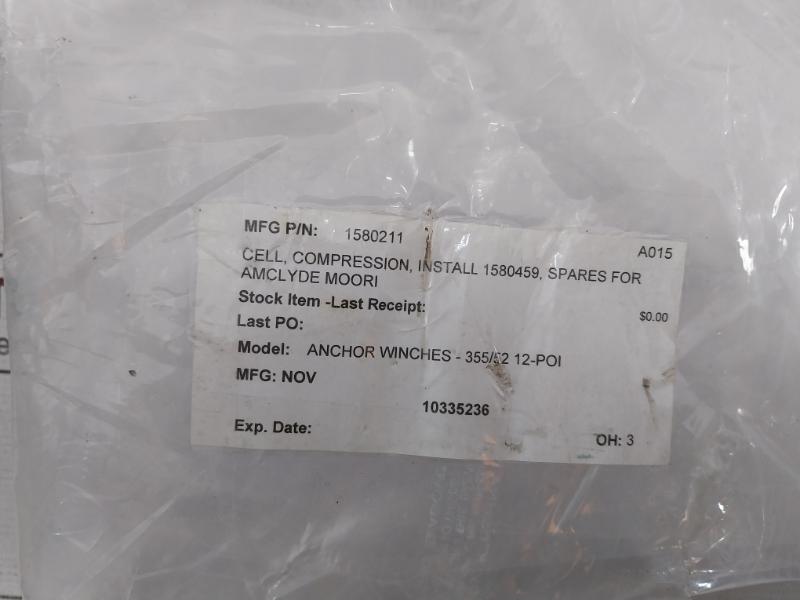 MFG P/N: 1580211 A015
CELL, COMPRESSION, INSTALL 1580459, SPARES FOR
AMCLYDE MOORI
Stock Item -Last Receipt: $0.00
Last PO:
Model: ANCHOR WINCHES - 355/52 12-POI
MFG: NOV
10335236
Exp. Date: OH: 3